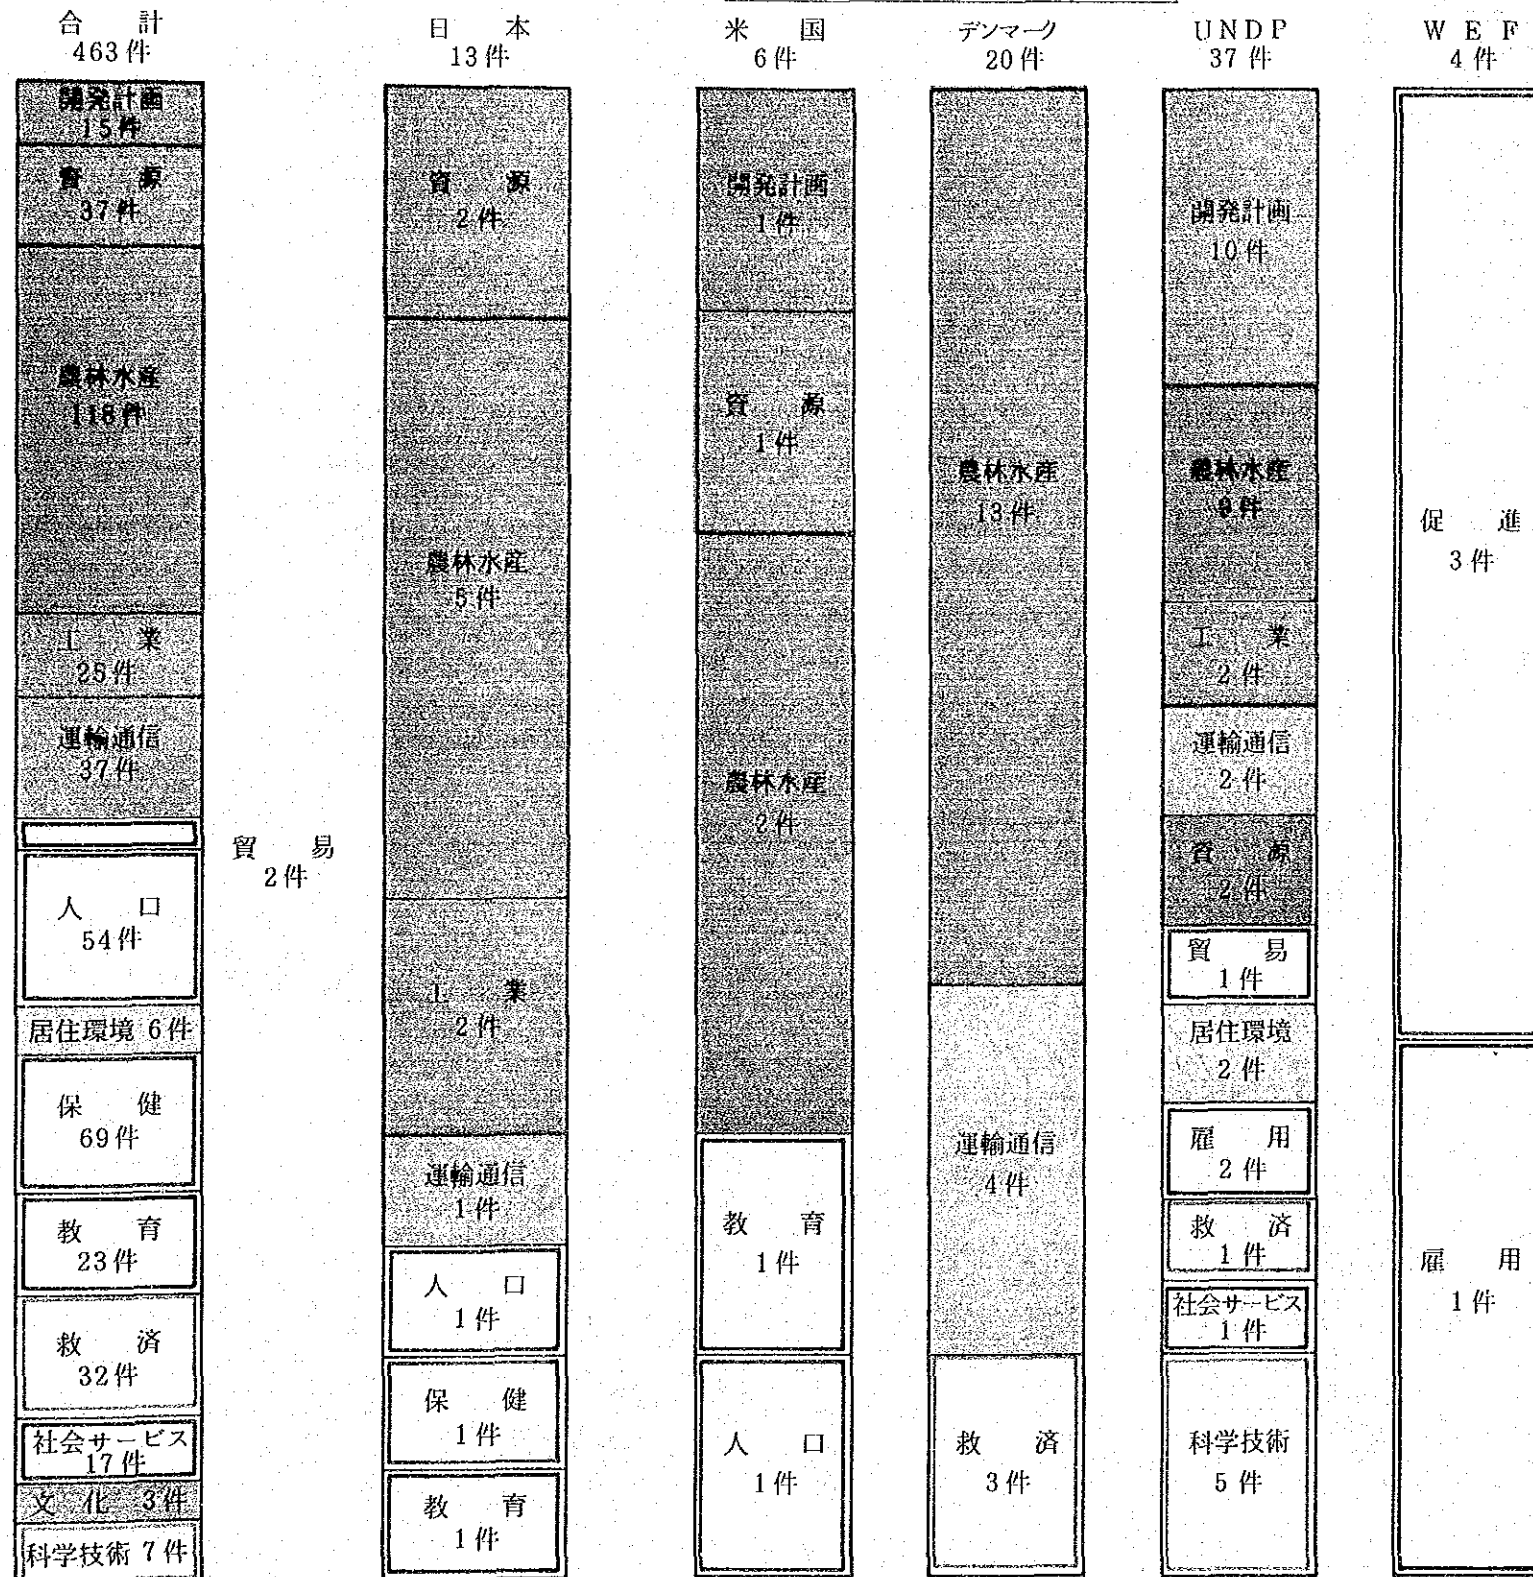 合計
463件
開発計画
15件
資源
37件
農林水産
118件
工業
25件
運輸通信
37件
貿易
2件
人口
54件
居住環境 6件
保健
69件
教育
23件
救済
32件
社会サービス
17件
文化 3件
科学技術 7件
日本
13件
資源
2件
農林水産
5件
工業
2件
運輸通信
1件
人口
1件
保健
1件
教育
1件
米国
6件
開発計画
1件
資源
1件
農林水産
2件
教育
1件
人口
1件
デンマーク
20件
農林水産
13件
運輸通信
4件
救済
3件
UNDP
37件
開発計画
10件
農林水産
9件
工業
2件
運輸通信
2件
資源
2件
貿易
1件
居住環境
2件
雇用
2件
救済
1件
社会サービス
1件
科学技術
5件
WEF
4件
促進
3件
雇用
1件